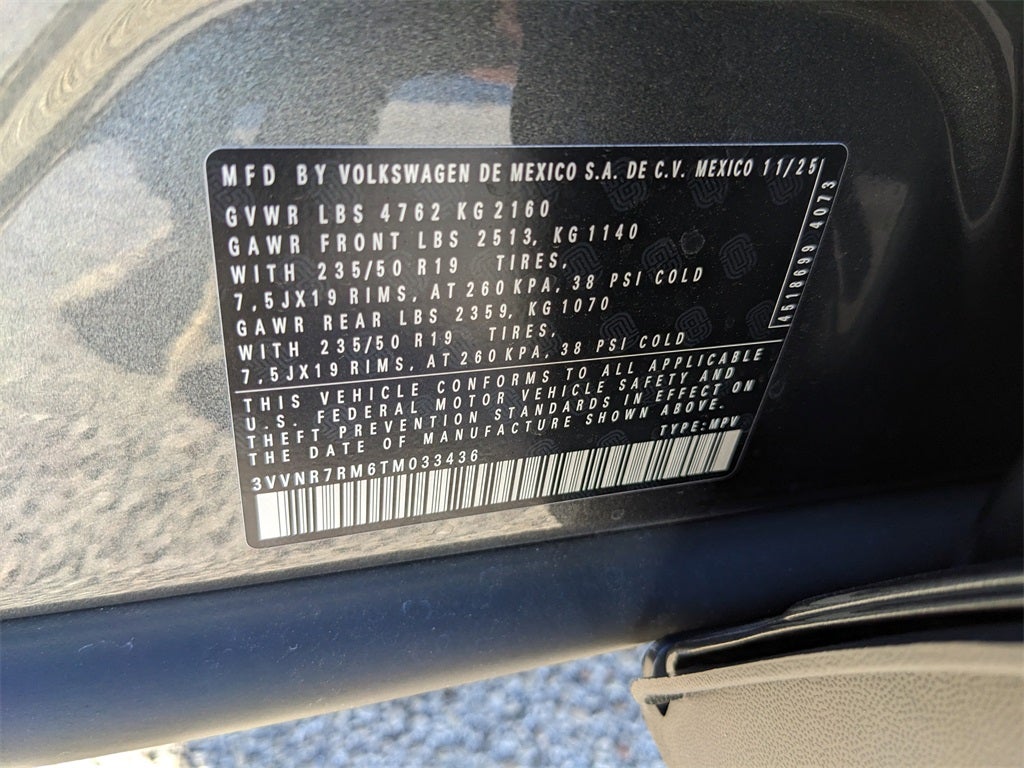 MFD BY VOLKSWAGEN DE MEXICO S.A. DE C.V. MEXICO 11/25
GVWR LBS 4762 KG 2160
GAWR FRONT LBS 2513, KG 1140
WITH 235/50 R19 TIRES,
7,5JX19 RIMS, AT 260 KPA, 38 PSI COLD
GAWR REAR LBS 2359, KG 1070
WITH 235/50 R19 TIRES,
7,5JX19 RIMS, AT 260 KPA, 38 PSI COLD
4518699 4073
THIS VEHICLE CONFORMS TO ALL APPLICABLE
U.S. FEDERAL MOTOR VEHICLE SAFETY AND
THEFT PREVENTION STANDARDS IN EFFECT ON
THE DATE OF MANUFACTURE SHOWN ABOVE.
TYPE: MPV
3VVNR7RM6TM033436